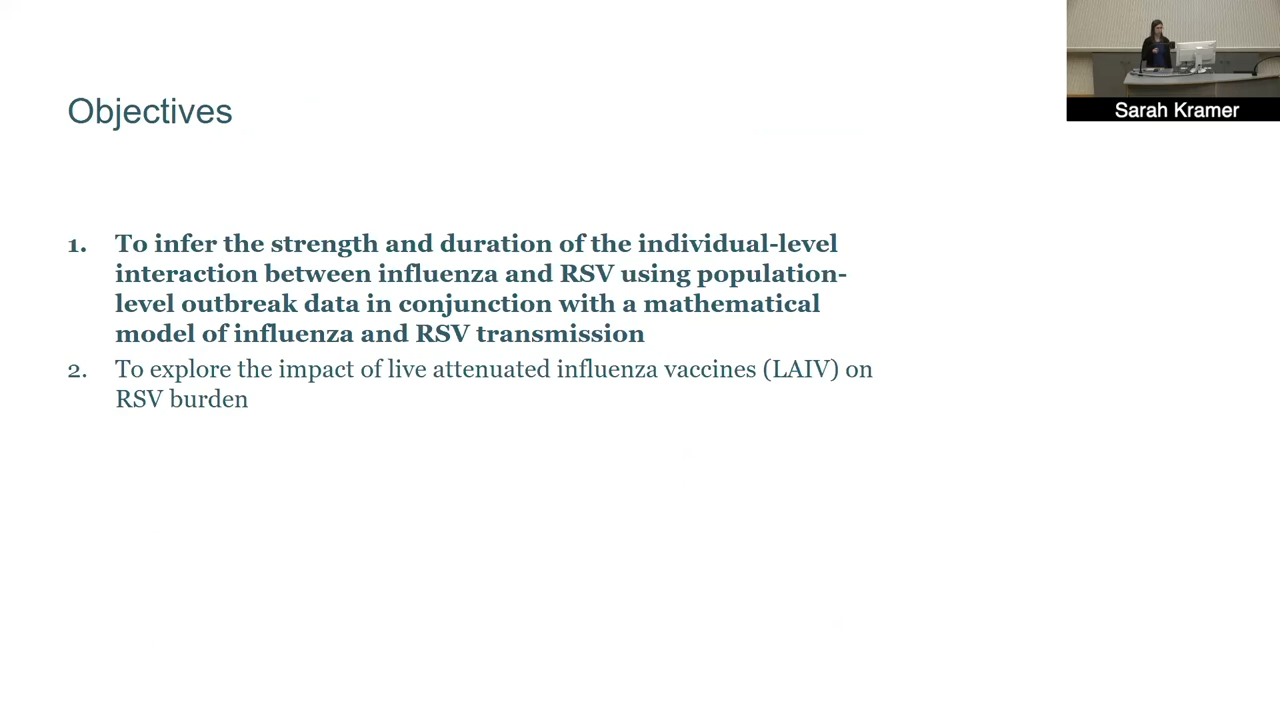 Sarah Kramer
Objectives
1. To infer the strength and duration of the individual-level
interaction between influenza and RSV using population-
level outbreak data in conjunction with a mathematical
model of influenza and RSV transmission
2. To explore the impact of live attenuated influenza vaccines (LAIV) on
RSV burden